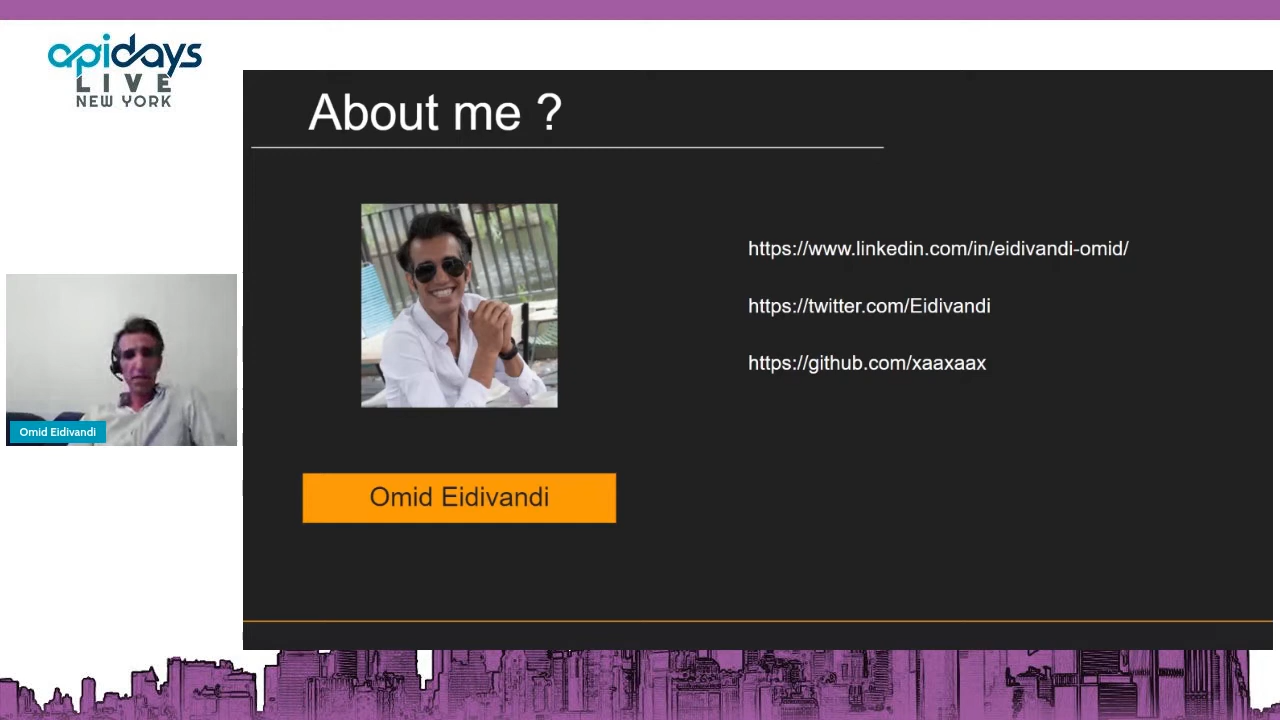 apidays
LIVE
NEW YORK
About me ?
https://www.linkedin.com/in/eidivandi-omid/
https://twitter.com/Eidivandi
https://github.com/xaaxaax
Omid Eidivandi
Omid Eidivandi